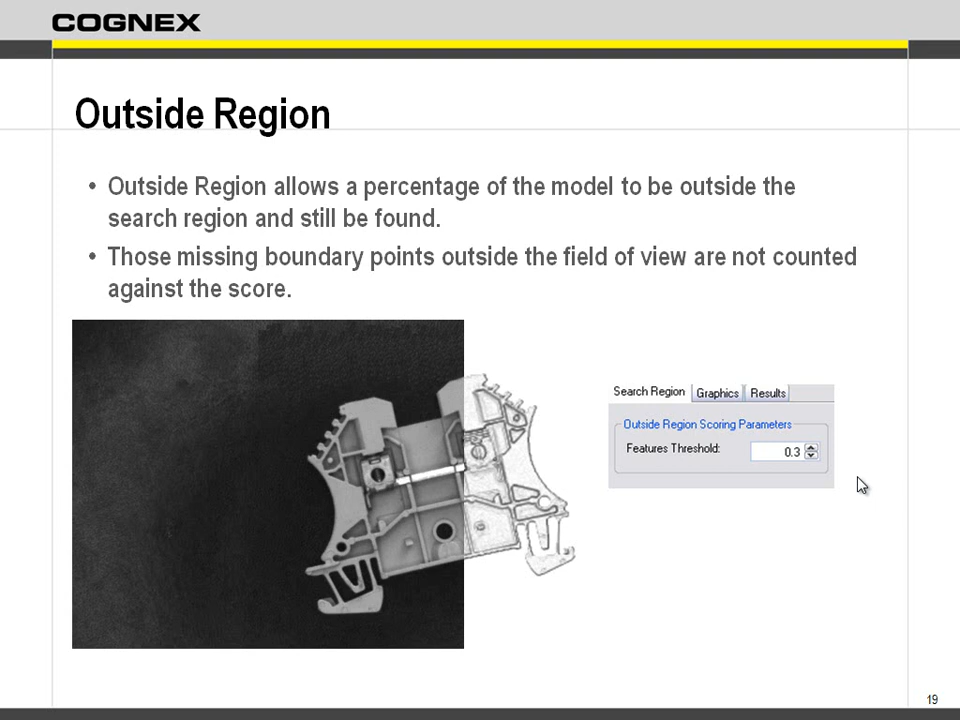 COGNEX
Outside Region
• Outside Region allows a percentage of the model to be outside the
search region and still be found.
• Those missing boundary points outside the field of view are not counted
against the score.
Search Region Graphics Results
Outside Region Scoring Parameters
Features Threshold: 0.3
19